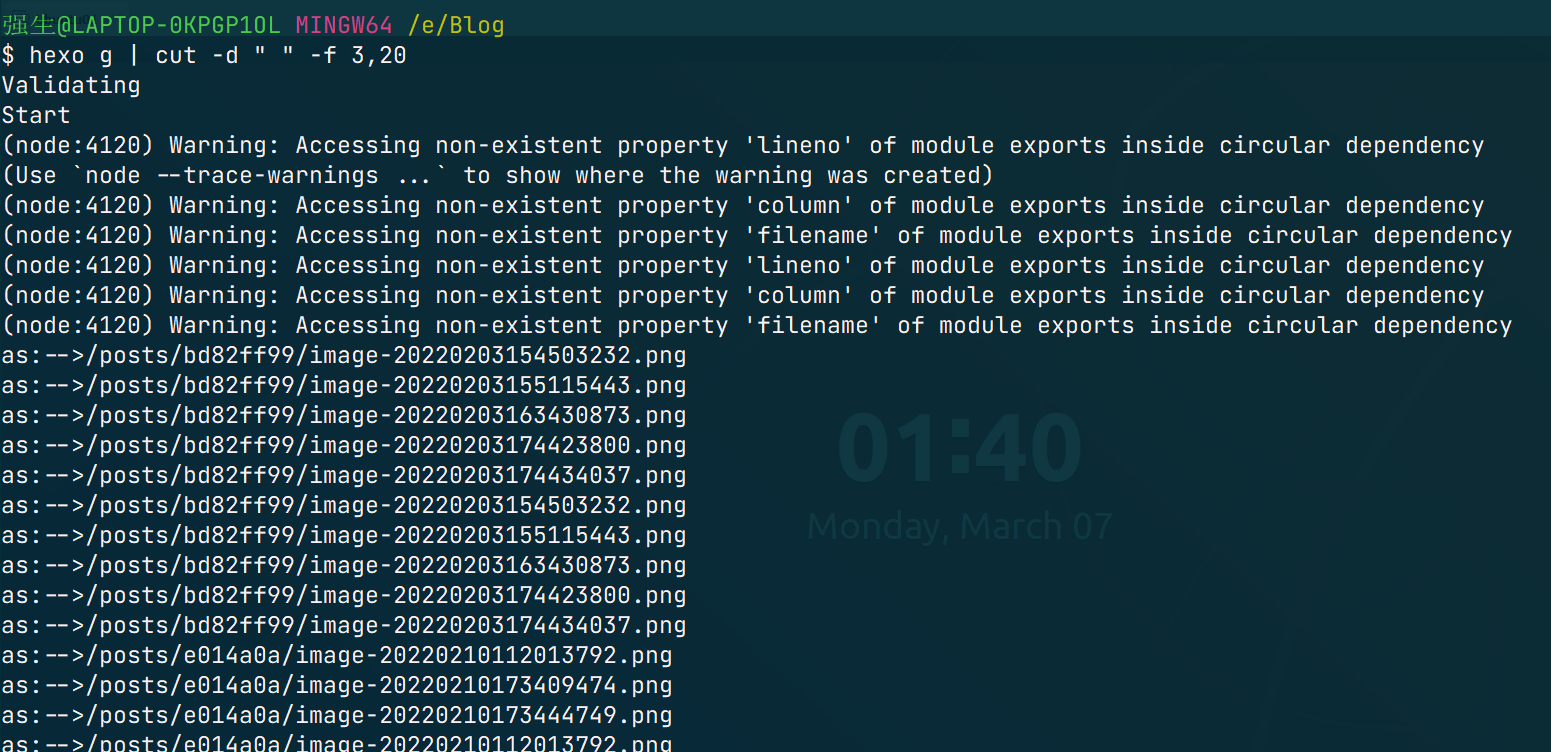 强生@LAPTOP-0KPGP1OL MINGW64 /e/Blog
$ hexo g | cut -d " " -f 3,20
Validating
Start
(node:4120) Warning: Accessing non-existent property 'lineno' of module exports inside circular dependency
(Use `node --trace-warnings ...` to show where the warning was created)
(node:4120) Warning: Accessing non-existent property 'column' of module exports inside circular dependency
(node:4120) Warning: Accessing non-existent property 'filename' of module exports inside circular dependency
(node:4120) Warning: Accessing non-existent property 'lineno' of module exports inside circular dependency
(node:4120) Warning: Accessing non-existent property 'column' of module exports inside circular dependency
(node:4120) Warning: Accessing non-existent property 'filename' of module exports inside circular dependency
as:-->/posts/bd82ff99/image-20220203154503232.png
as:-->/posts/bd82ff99/image-20220203155115443.png
as:-->/posts/bd82ff99/image-20220203163430873.png
as:-->/posts/bd82ff99/image-20220203174423800.png
as:-->/posts/bd82ff99/image-20220203174434037.png
as:-->/posts/bd82ff99/image-20220203154503232.png
as:-->/posts/bd82ff99/image-20220203155115443.png
as:-->/posts/bd82ff99/image-20220203163430873.png
as:-->/posts/bd82ff99/image-20220203174423800.png
as:-->/posts/bd82ff99/image-20220203174434037.png
as:-->/posts/e014a0a/image-20220210112013792.png
as:-->/posts/e014a0a/image-20220210173409474.png
as:-->/posts/e014a0a/image-20220210173444749.png
as:-->/posts/e014a0a/image-20220210112013792.png
01:40
Monday, March 07